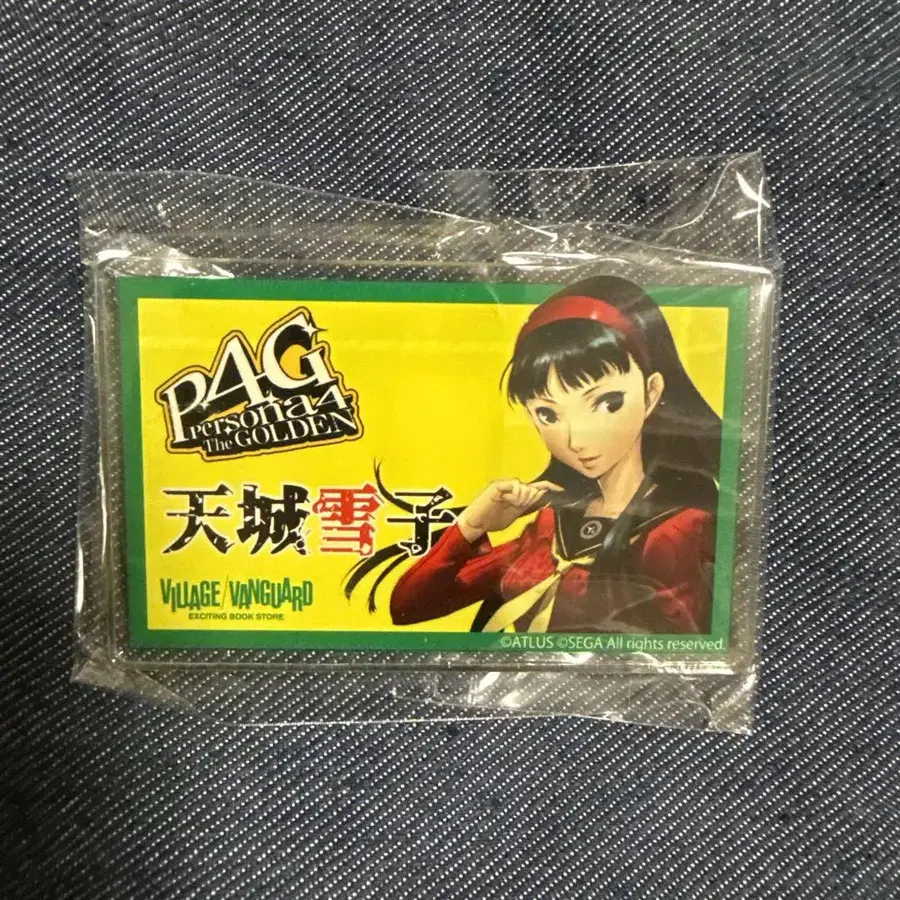 P4G
Persona4
The GOLDEN
天城雪子
VILLAGE/VANGUARD
EXCITING BOOK STORE
©ATLUS ©SEGA All rights reserved.